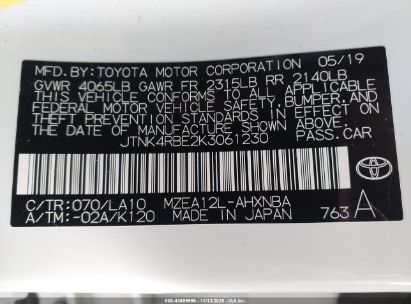 MFD.BY:TOYOTA MOTOR CORPORATION 05/19
GVWR 4065LB GAWR FR 2315LB RR 2140LB
THIS VEHICLE CONFORMS TO ALL APPLICABLE
FEDERAL MOTOR VEHICLE SAFETY, BUMPER, AND
THEFT PREVENTION STANDARDS IN EFFECT ON
THE DATE OF MANUFACTURE SHOWN ABOVE.
JTNK4RBE2K3061230 PASS.CAR
TOYOTA
C/TR:070/LA10 MZEA12L-AHXNBA
A/TM:-02A/K120 MADE IN JAPAN 763 A